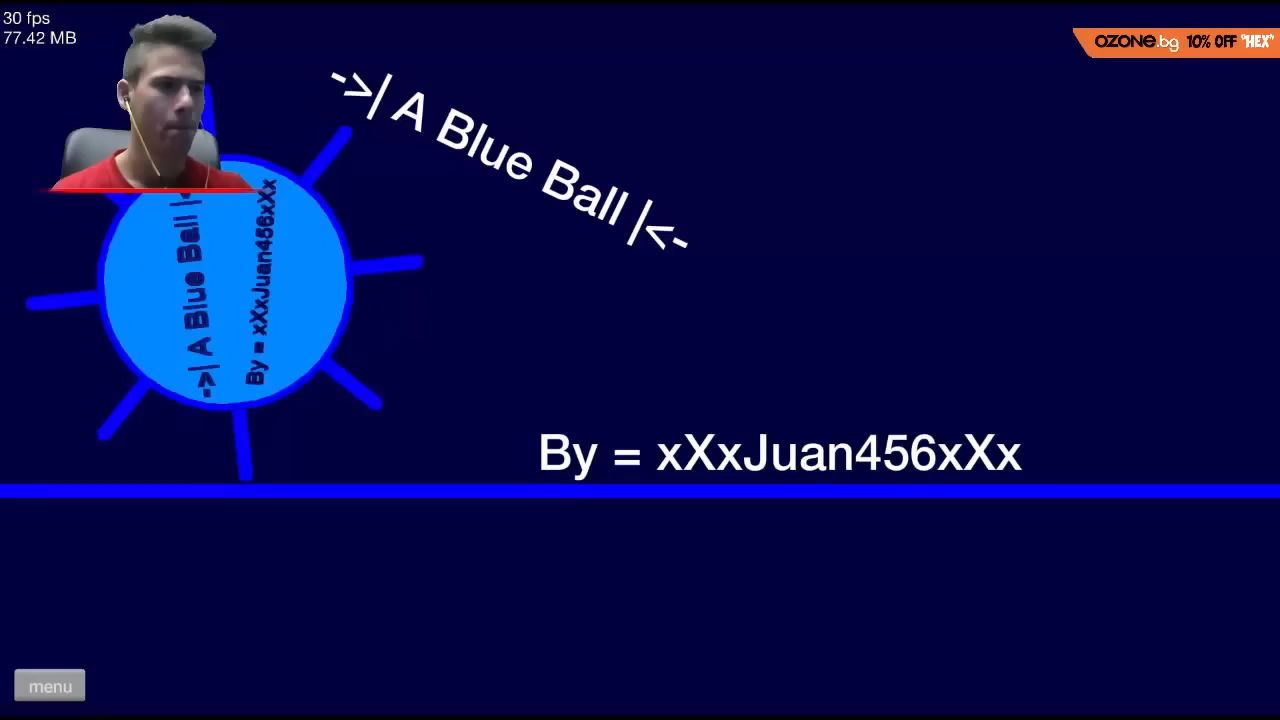 30 fps
77.42 MB
ozone.bg 10% OFF "HEX"
->| A Blue Ball |<-
->| A Blue Ball |<
By = xXxJuan456xXx
By = xXxJuan456xXx
menu